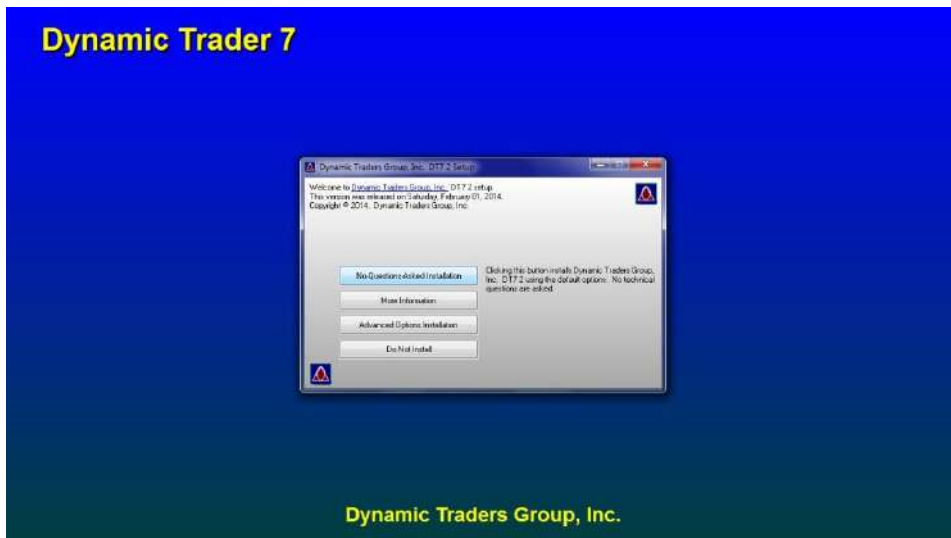 Dynamic Trader 7
Dynamic Traders Group, Inc. DT7.2 Setup
Welcome to Dynamic Traders Group, Inc. DT7.2 setup.
This version was released on Saturday, February 01, 2014.
Copyright © 2014, Dynamic Traders Group, Inc.
No-Questions-Asked Installation
Clicking this button installs Dynamic Traders Group,
Inc. DT7.2 using the default options. No technical
questions are asked.
More Information
Advanced Options Installation
Do Not Install
Dynamic Traders Group, Inc.